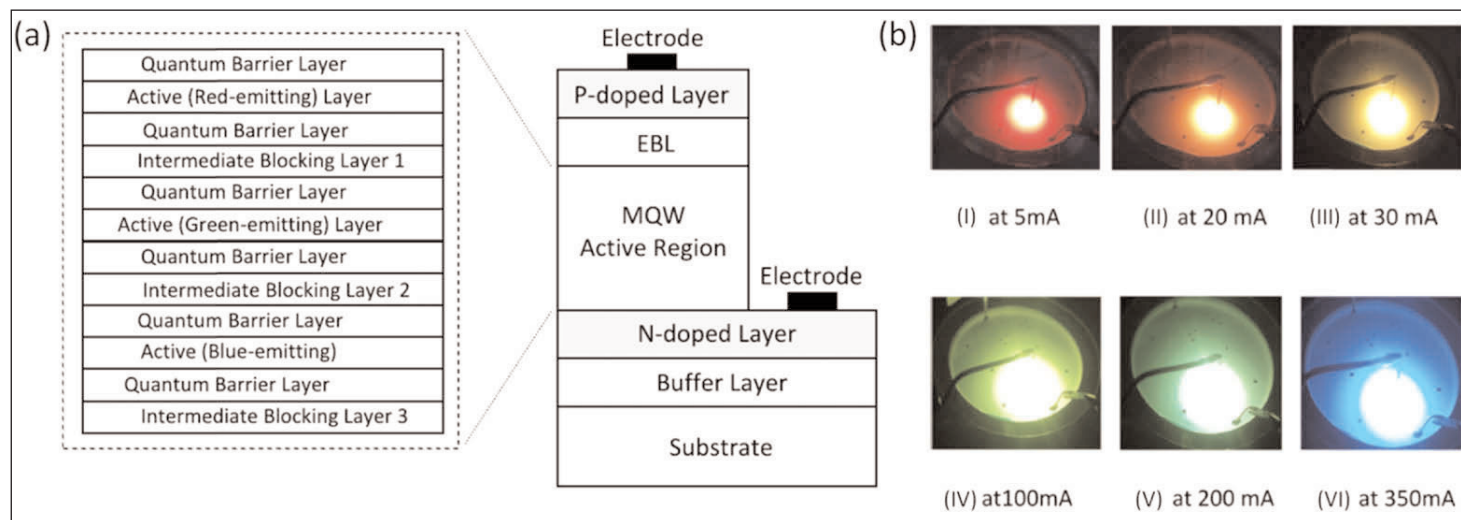 (a)
Quantum Barrier Layer
Active (Red-emitting) Layer
Quantum Barrier Layer
Intermediate Blocking Layer 1
Quantum Barrier Layer
Active (Green-emitting) Layer
Quantum Barrier Layer
Intermediate Blocking Layer 2
Quantum Barrier Layer
Active (Blue-emitting)
Quantum Barrier Layer
Intermediate Blocking Layer 3
Electrode
P-doped Layer
EBL
MQW
Active Region
Electrode
N-doped Layer
Buffer Layer
Substrate
(b)
(I) at 5mA
(II) at 20 mA
(III) at 30 mA
(IV) at100mA
(V) at 200 mA
(VI) at 350mA